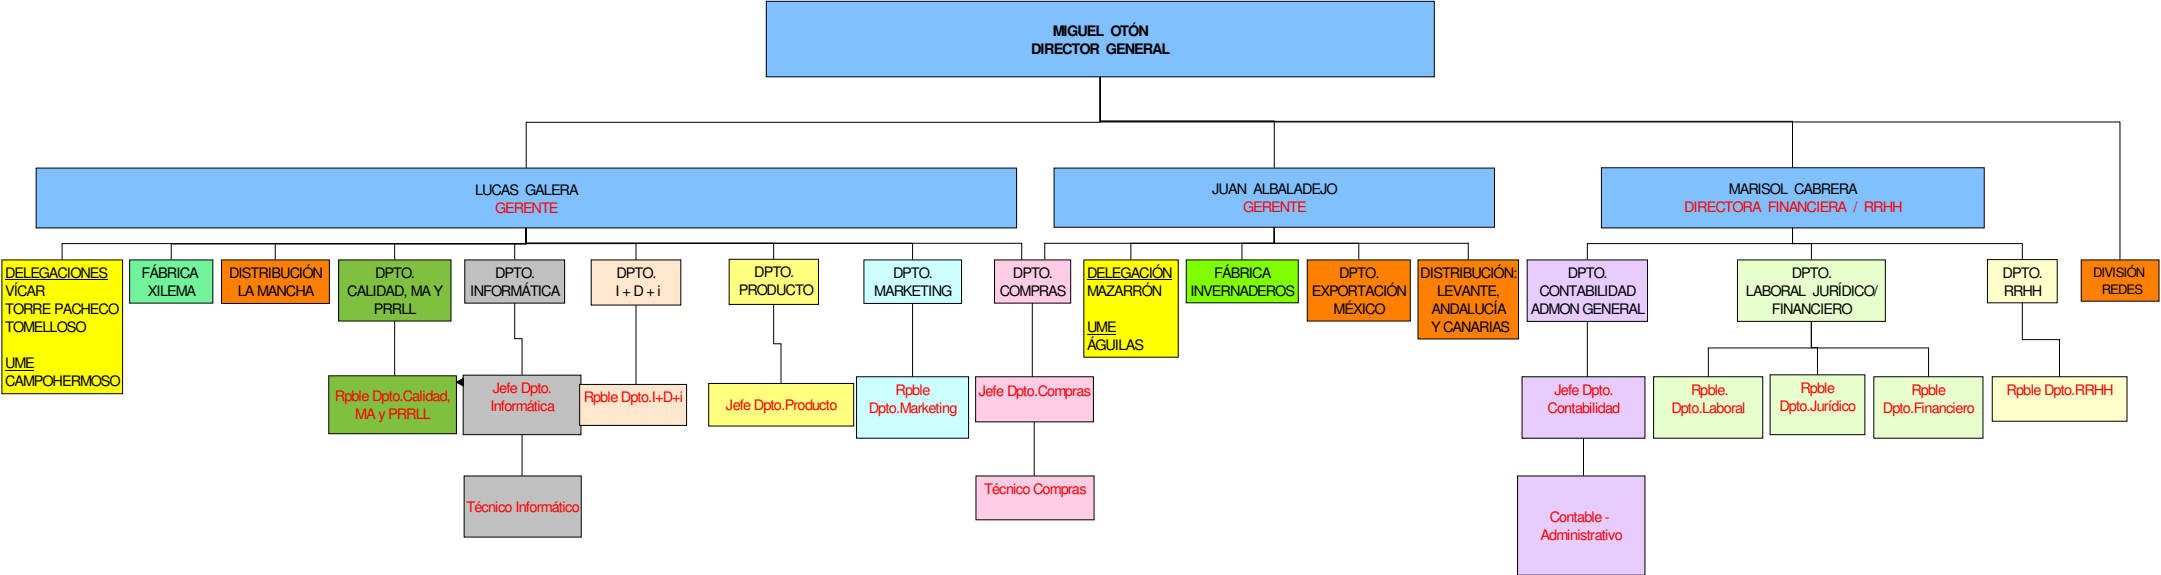 MIGUEL OTÓN
DIRECTOR GENERAL
LUCAS GALERA
GERENTE
JUAN ALBALADEJO
GERENTE
MARISOL CABRERA
DIRECTORA FINANCIERA / RRHH
DELEGACIONES
VÍCAR
TORRE PACHECO
TOMELLOSO
UME
CAMPOHERMOSO
FÁBRICA
XILEMA
DISTRIBUCIÓN
LA MANCHA
DPTO.
CALIDAD, MA Y
PRRLL
DPTO.
INFORMÁTICA
DPTO.
I + D + i
DPTO.
PRODUCTO
DPTO.
MARKETING
DPTO.
COMPRAS
DELEGACIÓN
MAZARRÓN
UME
ÁGUILAS
FÁBRICA
INVERNADEROS
DPTO.
EXPORTACIÓN
MÉXICO
DISTRIBUCIÓN:
LEVANTE,
ANDALUCÍA
Y CANARIAS
DPTO.
CONTABILIDAD
ADMON GENERAL
DPTO.
LABORAL JURÍDICO/
FINANCIERO
DPTO.
RRHH
DIVISIÓN
REDES
Rpble Dpto.Calidad,
MA y PRRLL
Jefe Dpto.
Informática
Rpble Dpto.I+D+i
Jefe Dpto.Producto
Rpble
Dpto.Marketing
Jefe Dpto.Compras
Jefe Dpto.
Contabilidad
Rpble.
Dpto.Laboral
Rpble
Dpto.Jurídico
Rpble
Dpto.Financiero
Rpble Dpto.RRHH
Técnico Informático
Técnico Compras
Contable -
Administrativo